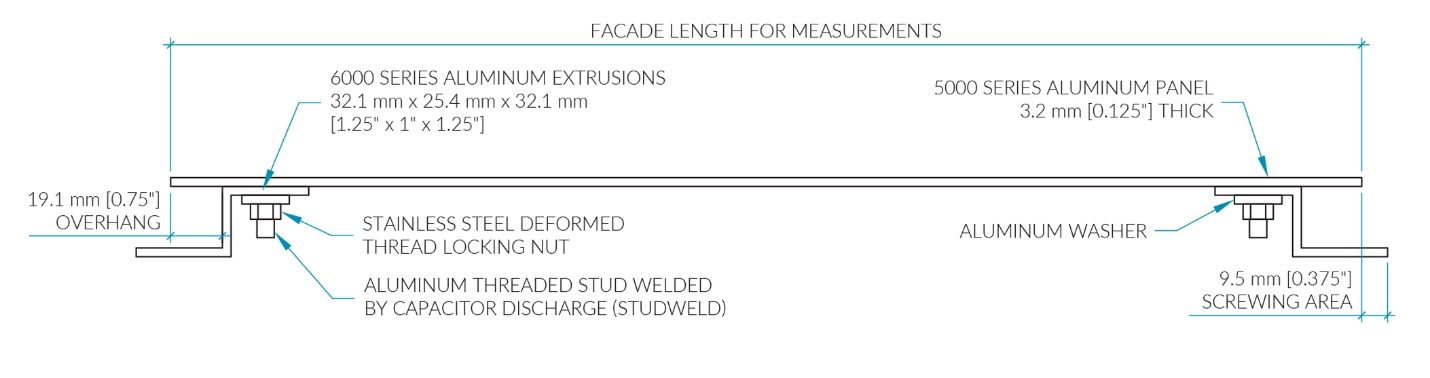 FACADE LENGTH FOR MEASUREMENTS
6000 SERIES ALUMINUM EXTRUSIONS
32.1 mm x 25.4 mm x 32.1 mm
[1.25" x 1" x 1.25"]
5000 SERIES ALUMINUM PANEL
3.2 mm [0.125"] THICK
19.1 mm [0.75"]
OVERHANG
STAINLESS STEEL DEFORMED
THREAD LOCKING NUT
ALUMINUM WASHER
ALUMINUM THREADED STUD WELDED
BY CAPACITOR DISCHARGE (STUDWELD)
9.5 mm [0.375"]
SCREWING AREA